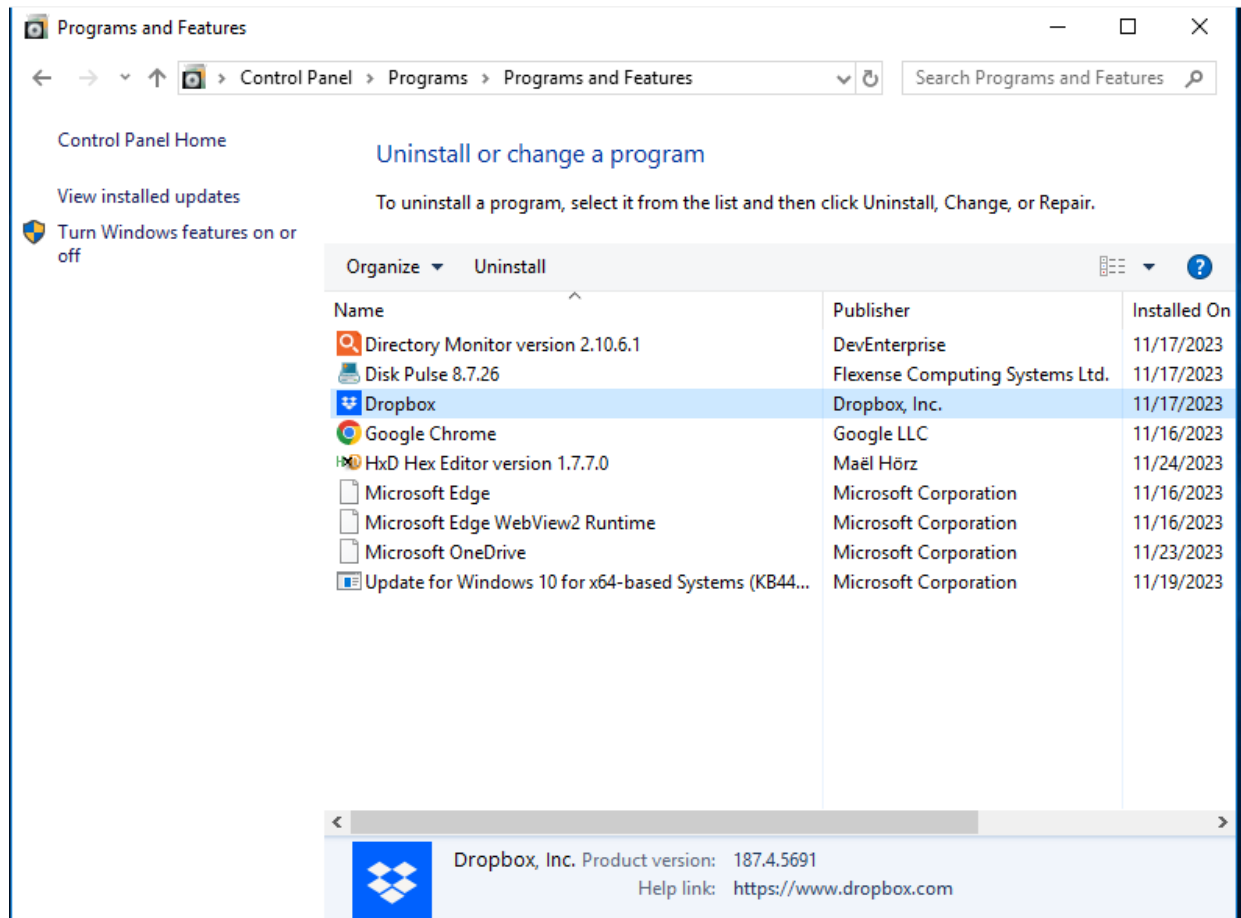 Programs and Features
Control Panel > Programs > Programs and Features
Search Programs and Features
Control Panel Home
View installed updates
Turn Windows features on or
off
Uninstall or change a program
To uninstall a program, select it from the list and then click Uninstall, Change, or Repair.
Organize Uninstall
Name Publisher Installed On
Directory Monitor version 2.10.6.1 DevEnterprise 11/17/2023
Disk Pulse 8.7.26 Flexense Computing Systems Ltd. 11/17/2023
Dropbox Dropbox, Inc. 11/17/2023
Google Chrome Google LLC 11/16/2023
HxD Hex Editor version 1.7.7.0 Maël Hörz 11/24/2023
Microsoft Edge Microsoft Corporation 11/16/2023
Microsoft Edge WebView2 Runtime Microsoft Corporation 11/16/2023
Microsoft OneDrive Microsoft Corporation 11/23/2023
Update for Windows 10 for x64-based Systems (KB44... Microsoft Corporation 11/19/2023
Dropbox, Inc. Product version: 187.4.5691
Help link: https://www.dropbox.com